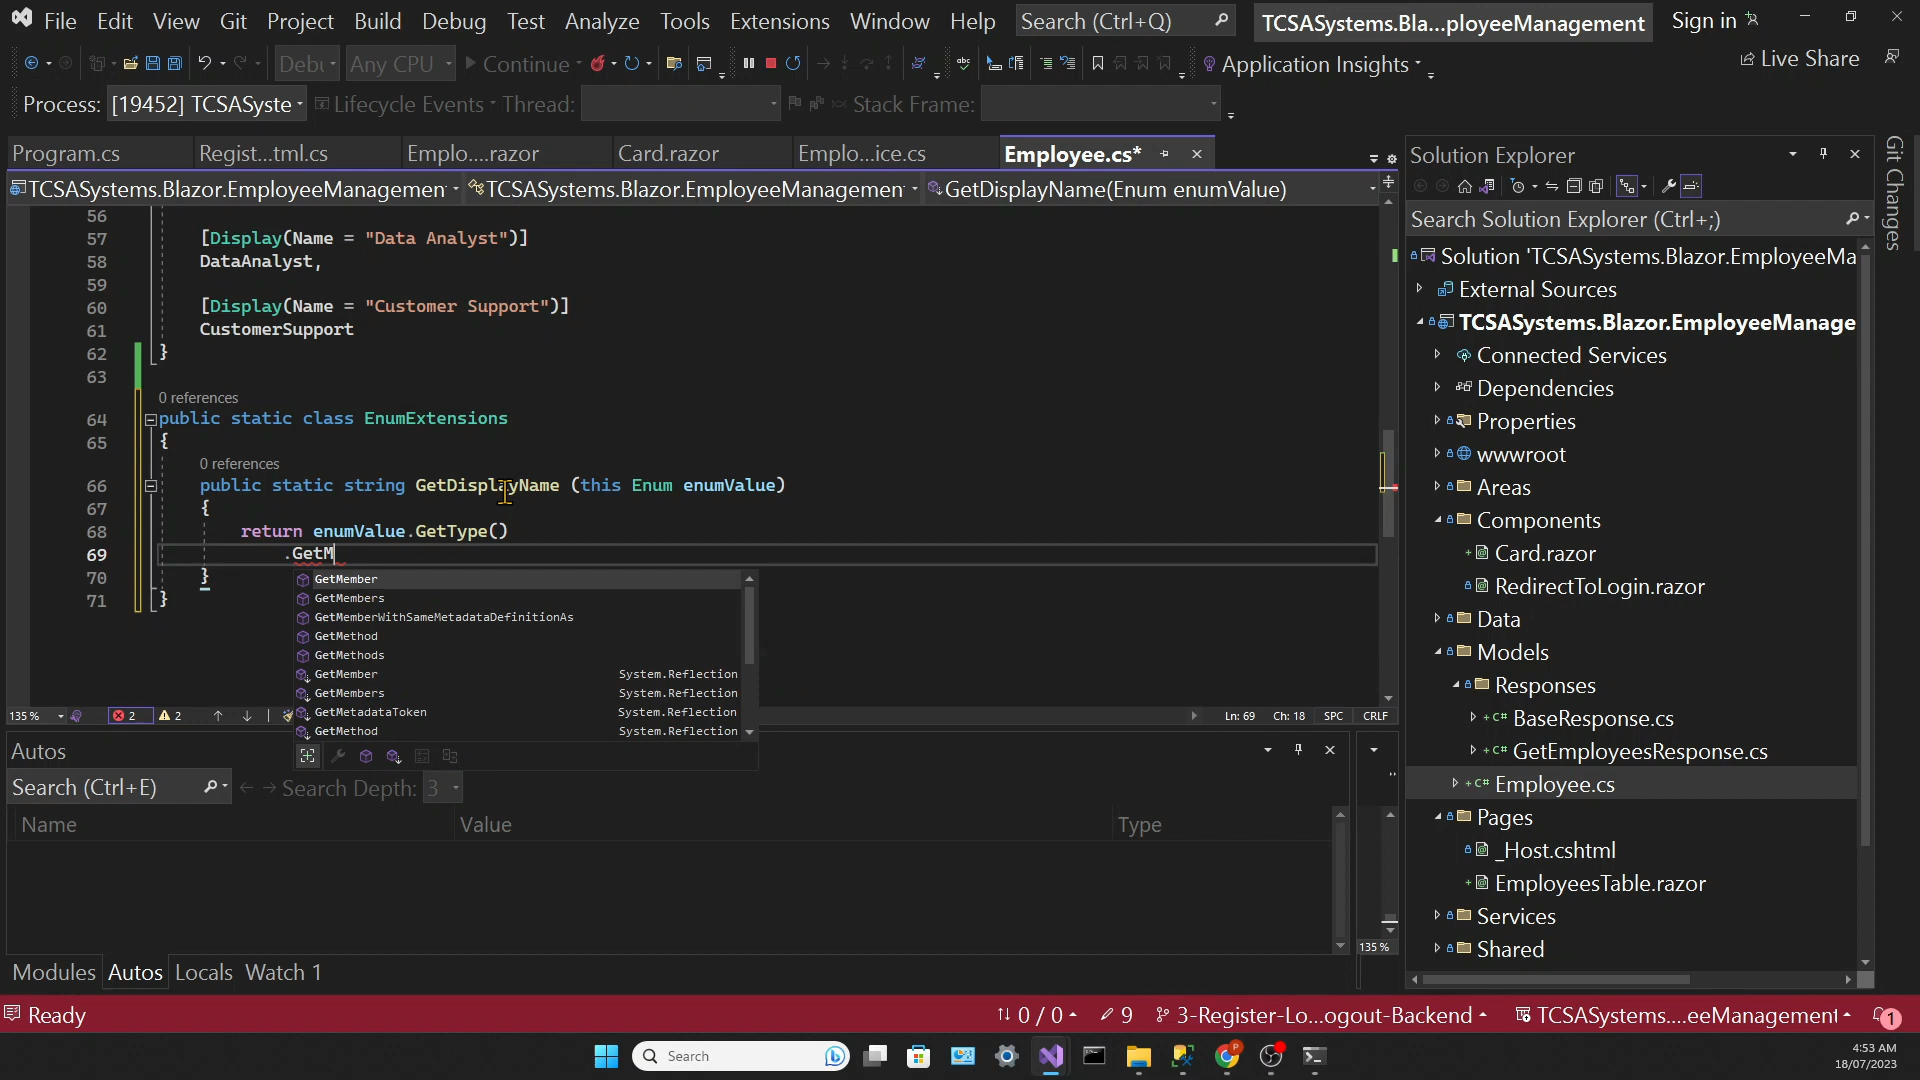 File Edit View Git Project Build Debug Test Analyze Tools Extensions Window Help Search (Ctrl+Q) TCSASystems.Bla...ployeeManagement Sign in
Debu Any CPU Continue Application Insights Live Share
Process: [19452] TCSASyste Lifecycle Events Thread: Stack Frame:
Program.cs Regist...tml.cs Emplo....razor Card.razor Emplo...ice.cs Employee.cs*
TCSASystems.Blazor.EmployeeManagemen TCSASystems.Blazor.EmployeeManagemen GetDisplayName(Enum enumValue)
56
57 [Display(Name = "Data Analyst")]
58 DataAnalyst,
59
60 [Display(Name = "Customer Support")]
61 CustomerSupport
62 }
63
0 references
64 public static class EnumExtensions
65 {
0 references
66 public static string GetDisplayName (this Enum enumValue)
67 {
68 return enumValue.GetType()
69 .GetM
70 }
71 }
GetMember
GetMembers
GetMemberWithSameMetadataDefinitionAs
GetMethod
GetMethods
GetMember System.Reflection
GetMembers System.Reflection
GetMetadataToken System.Reflection
GetMethod System.Reflection
135 % 2 2 Ln: 69 Ch: 18 SPC CRLF
Autos
Search (Ctrl+E) Search Depth: 3
Name Value Type
135 %
Modules Autos Locals Watch 1
Solution Explorer
Search Solution Explorer (Ctrl+;)
Solution 'TCSASystems.Blazor.EmployeeMa
External Sources
TCSASystems.Blazor.EmployeeManage
Connected Services
Dependencies
Properties
wwwroot
Areas
Components
Card.razor
RedirectToLogin.razor
Data
Models
Responses
C# BaseResponse.cs
C# GetEmployeesResponse.cs
C# Employee.cs
Pages
_Host.cshtml
EmployeesTable.razor
Services
Shared
Git Changes
Ready 0 / 0 9 3-Register-Lo...ogout-Backend TCSASystems....eeManagement 1
Search
4:53 AM
18/07/2023